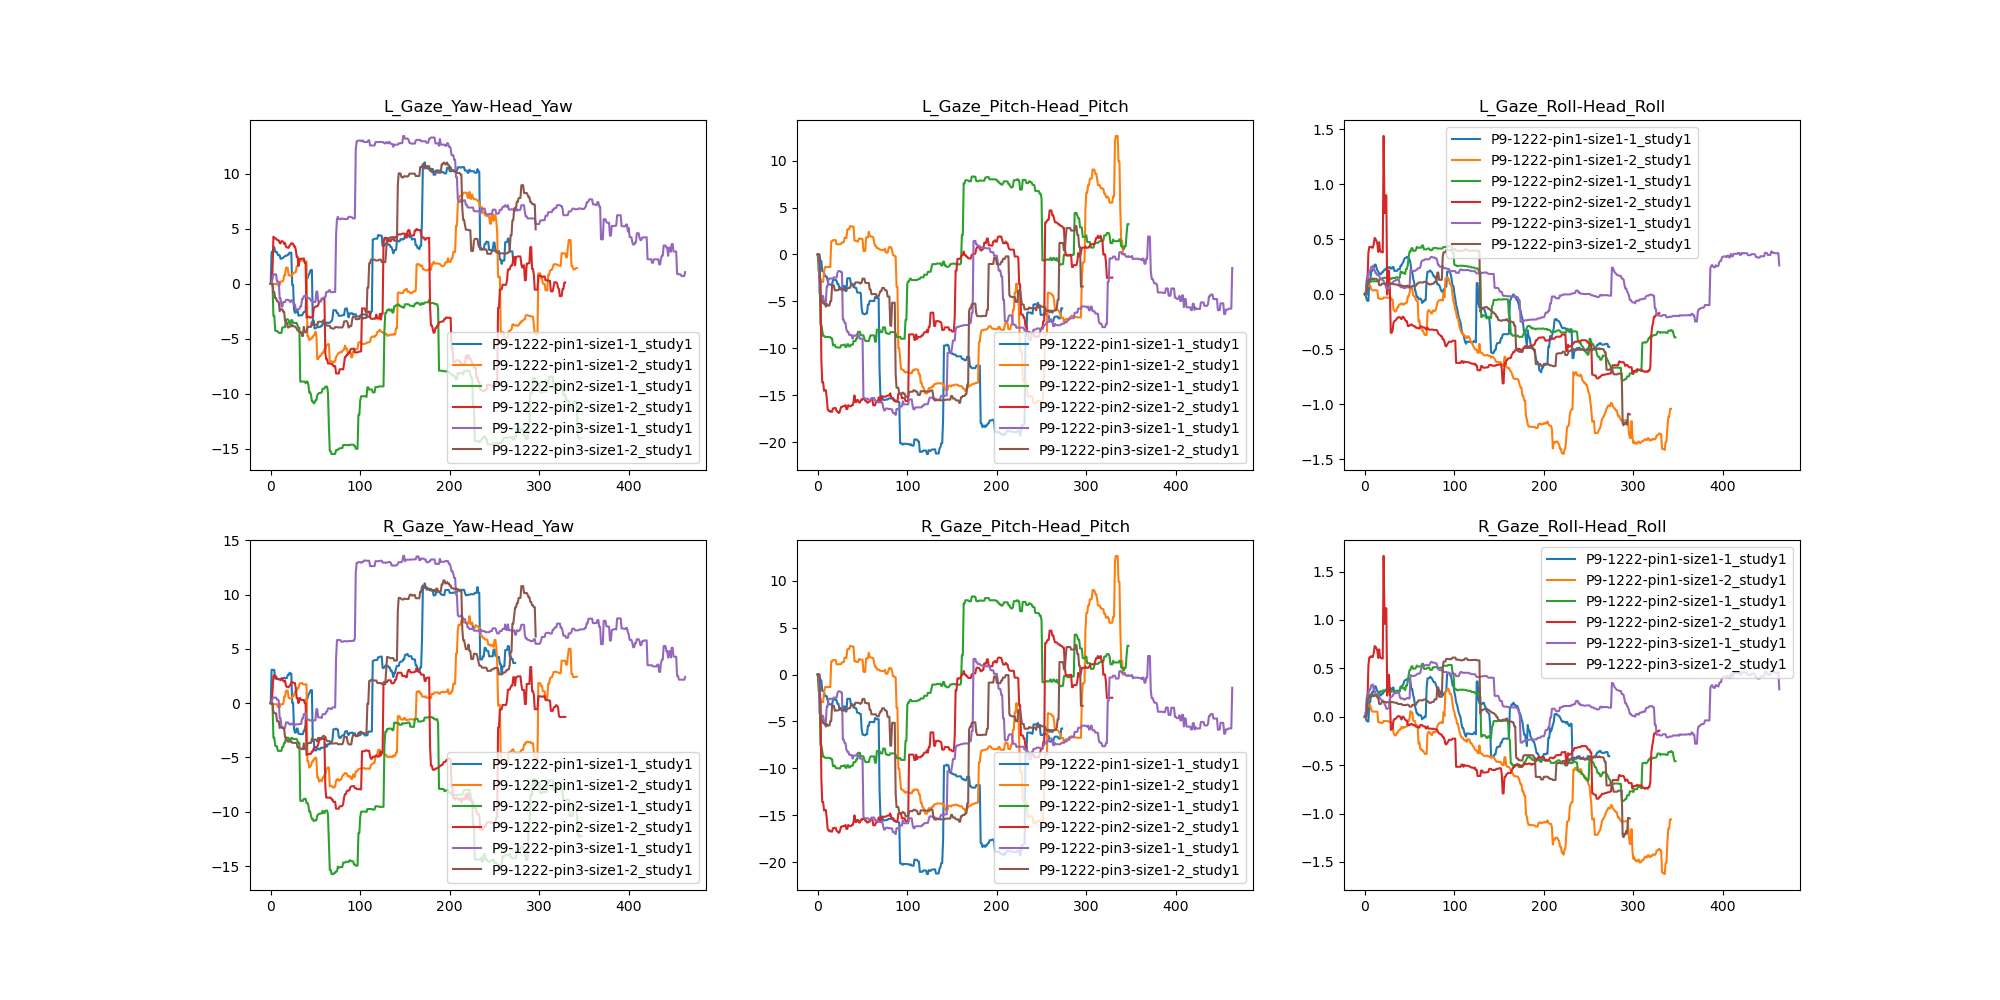 L_Gaze_Yaw-Head_Yaw
10
5
0
−5
−10
−15
0 100 200 300 400
P9-1222-pin1-size1-1_study1
P9-1222-pin1-size1-2_study1
P9-1222-pin2-size1-1_study1
P9-1222-pin2-size1-2_study1
P9-1222-pin3-size1-1_study1
P9-1222-pin3-size1-2_study1
L_Gaze_Pitch-Head_Pitch
10
5
0
−5
−10
−15
−20
0 100 200 300 400
P9-1222-pin1-size1-1_study1
P9-1222-pin1-size1-2_study1
P9-1222-pin2-size1-1_study1
P9-1222-pin2-size1-2_study1
P9-1222-pin3-size1-1_study1
P9-1222-pin3-size1-2_study1
L_Gaze_Roll-Head_Roll
1.5
1.0
0.5
0.0
−0.5
−1.0
−1.5
0 100 200 300 400
P9-1222-pin1-size1-1_study1
P9-1222-pin1-size1-2_study1
P9-1222-pin2-size1-1_study1
P9-1222-pin2-size1-2_study1
P9-1222-pin3-size1-1_study1
P9-1222-pin3-size1-2_study1
R_Gaze_Yaw-Head_Yaw
15
10
5
0
−5
−10
−15
0 100 200 300 400
P9-1222-pin1-size1-1_study1
P9-1222-pin1-size1-2_study1
P9-1222-pin2-size1-1_study1
P9-1222-pin2-size1-2_study1
P9-1222-pin3-size1-1_study1
P9-1222-pin3-size1-2_study1
R_Gaze_Pitch-Head_Pitch
10
5
0
−5
−10
−15
−20
0 100 200 300 400
P9-1222-pin1-size1-1_study1
P9-1222-pin1-size1-2_study1
P9-1222-pin2-size1-1_study1
P9-1222-pin2-size1-2_study1
P9-1222-pin3-size1-1_study1
P9-1222-pin3-size1-2_study1
R_Gaze_Roll-Head_Roll
1.5
1.0
0.5
0.0
−0.5
−1.0
−1.5
0 100 200 300 400
P9-1222-pin1-size1-1_study1
P9-1222-pin1-size1-2_study1
P9-1222-pin2-size1-1_study1
P9-1222-pin2-size1-2_study1
P9-1222-pin3-size1-1_study1
P9-1222-pin3-size1-2_study1